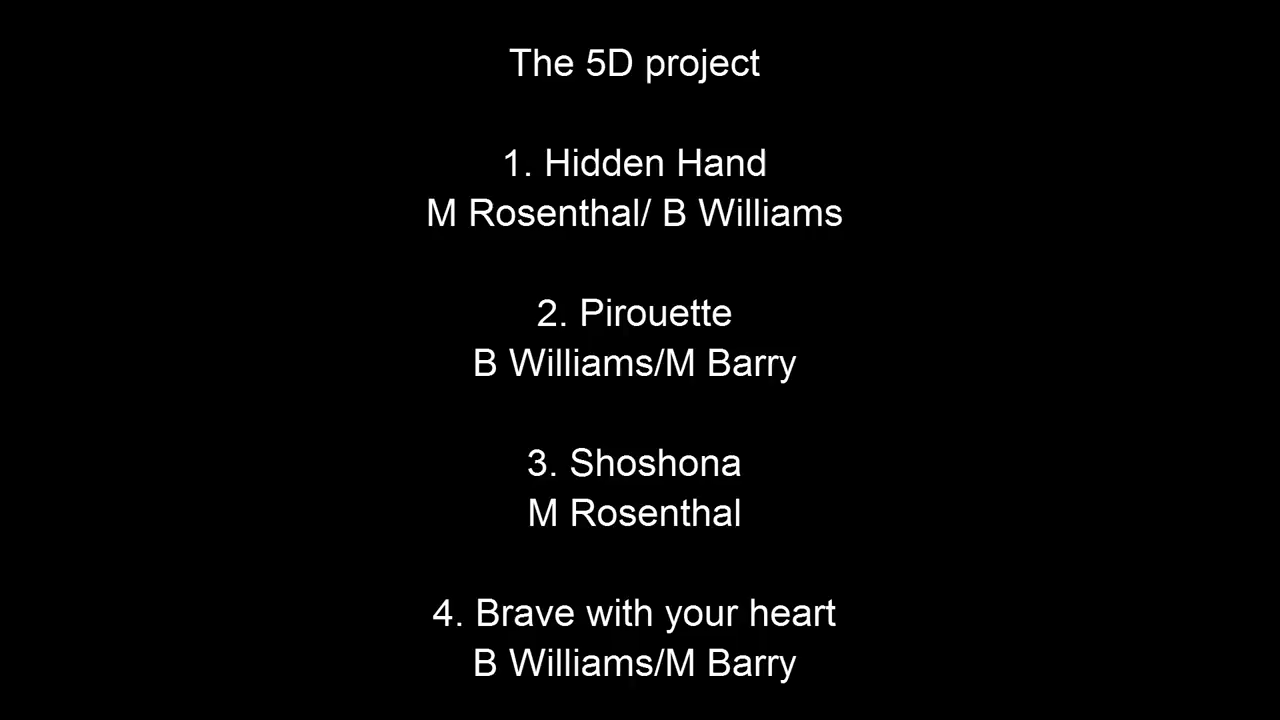 The 5D project
1. Hidden Hand
M Rosenthal/ B Williams
2. Pirouette
B Williams/M Barry
3. Shoshona
M Rosenthal
4. Brave with your heart
B Williams/M Barry